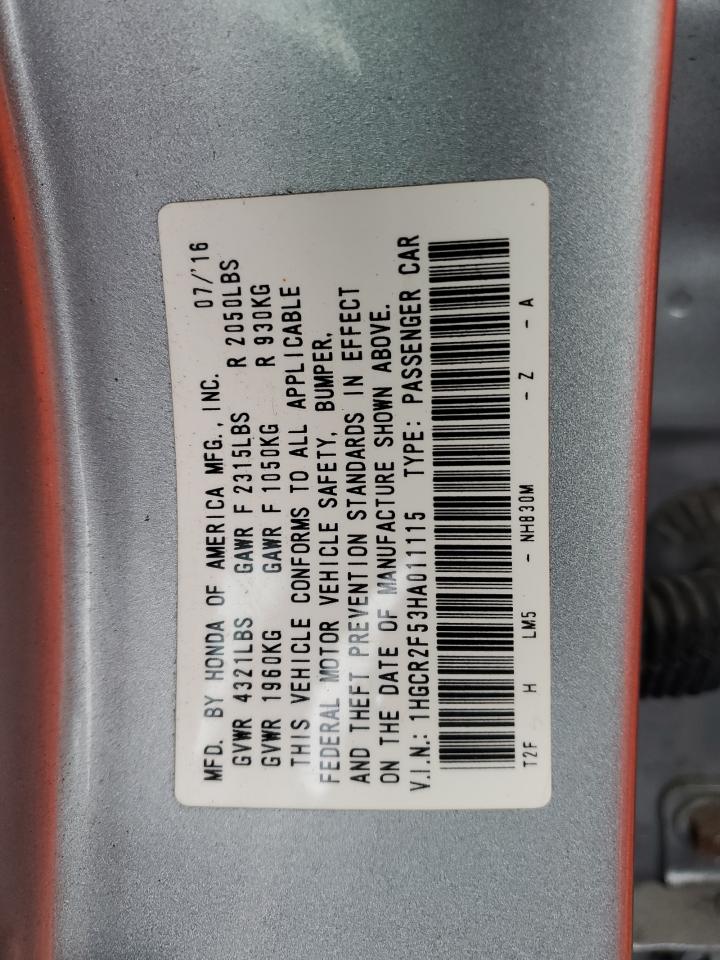 MFD. BY HONDA OF AMERICA MFG., INC. 07/'16
GVWR 4321LBS GAWR F 2315LBS R 2050LBS
GVWR 1960KG GAWR F 1050KG R 930KG
THIS VEHICLE CONFORMS TO ALL APPLICABLE
FEDERAL MOTOR VEHICLE SAFETY, BUMPER,
AND THEFT PREVENTION STANDARDS IN EFFECT
ON THE DATE OF MANUFACTURE SHOWN ABOVE.
V.I.N.: 1HGCR2F53HA011115 TYPE: PASSENGER CAR
T2F H LM5 - NH830M - Z - A